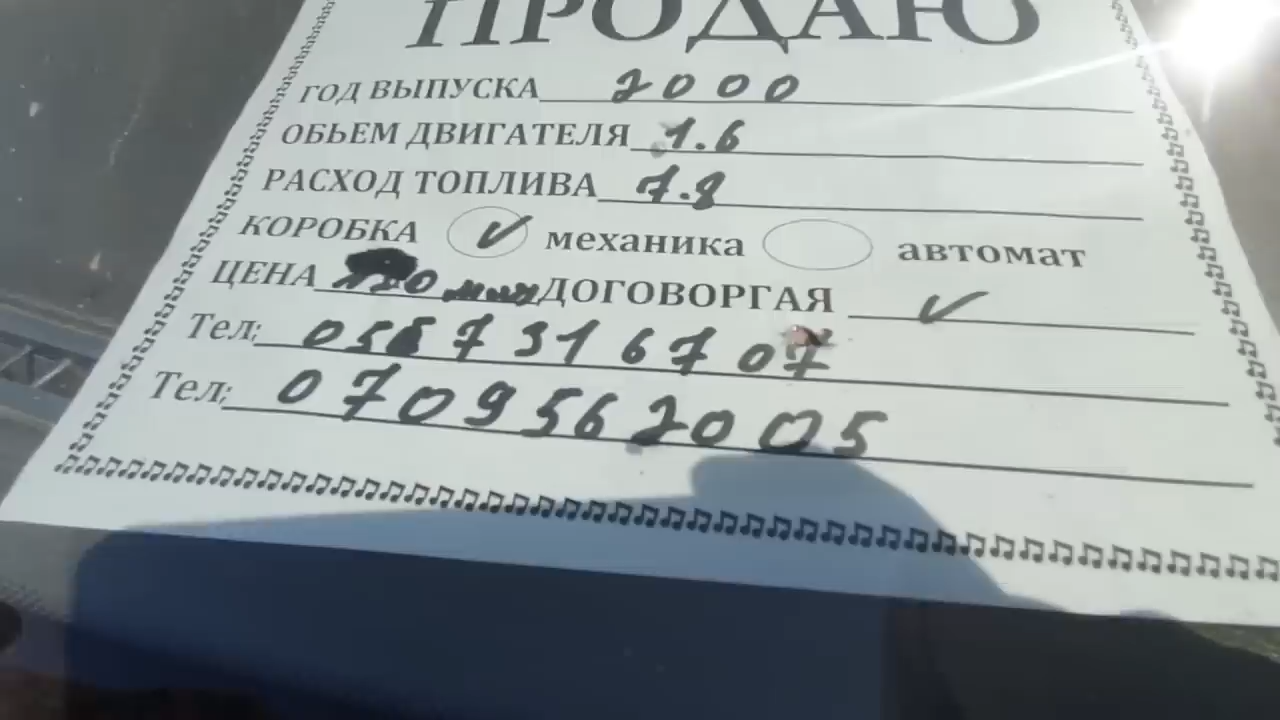 ПРОДАЮ
ГОД ВЫПУСКА 2000
ОБЬЕМ ДВИГАТЕЛЯ 1.6
РАСХОД ТОПЛИВА 7.8
КОРОБКА ✓ механика автомат
ЦЕНА ДОГОВОРГАЯ ✓
Тел:
Тел: 0709562005